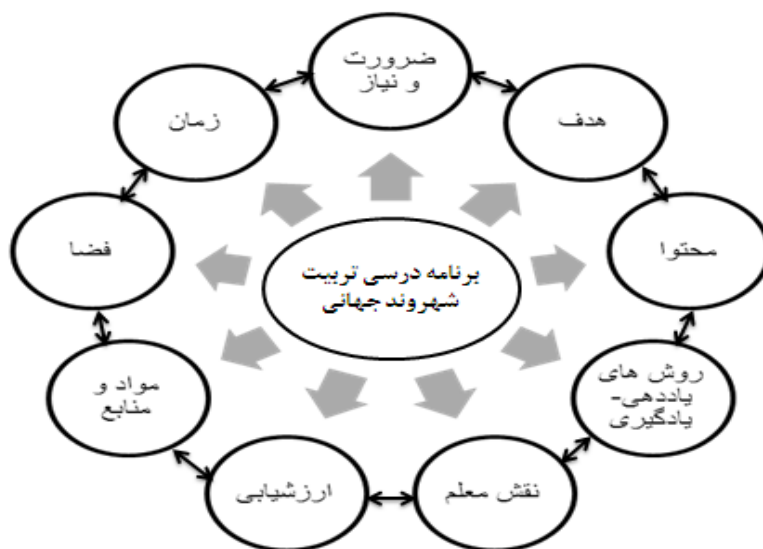 ضرورت
و نیاز
هدف
محتوا
روش های
یاددهی-
یادگیری
نقش معلم
ارزشیابی
مواد و
منابع
فضا
زمان
برنامه درسی تربیت
شهروند جهانی